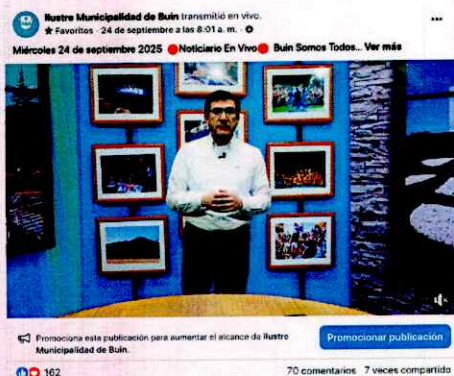 Ilustre Municipalidad de Buin transmitió en vivo.
Favoritos · 24 de septiembre a las 8:01 a. m. ·
Miércoles 24 de septiembre 2025 🔴Noticiario En Vivo🔴 Buin Somos Todos... Ver más
Promociona esta publicación para aumentar el alcance de Ilustre
Municipalidad de Buin.
Promocionar publicación
162
70 comentarios 7 veces compartido